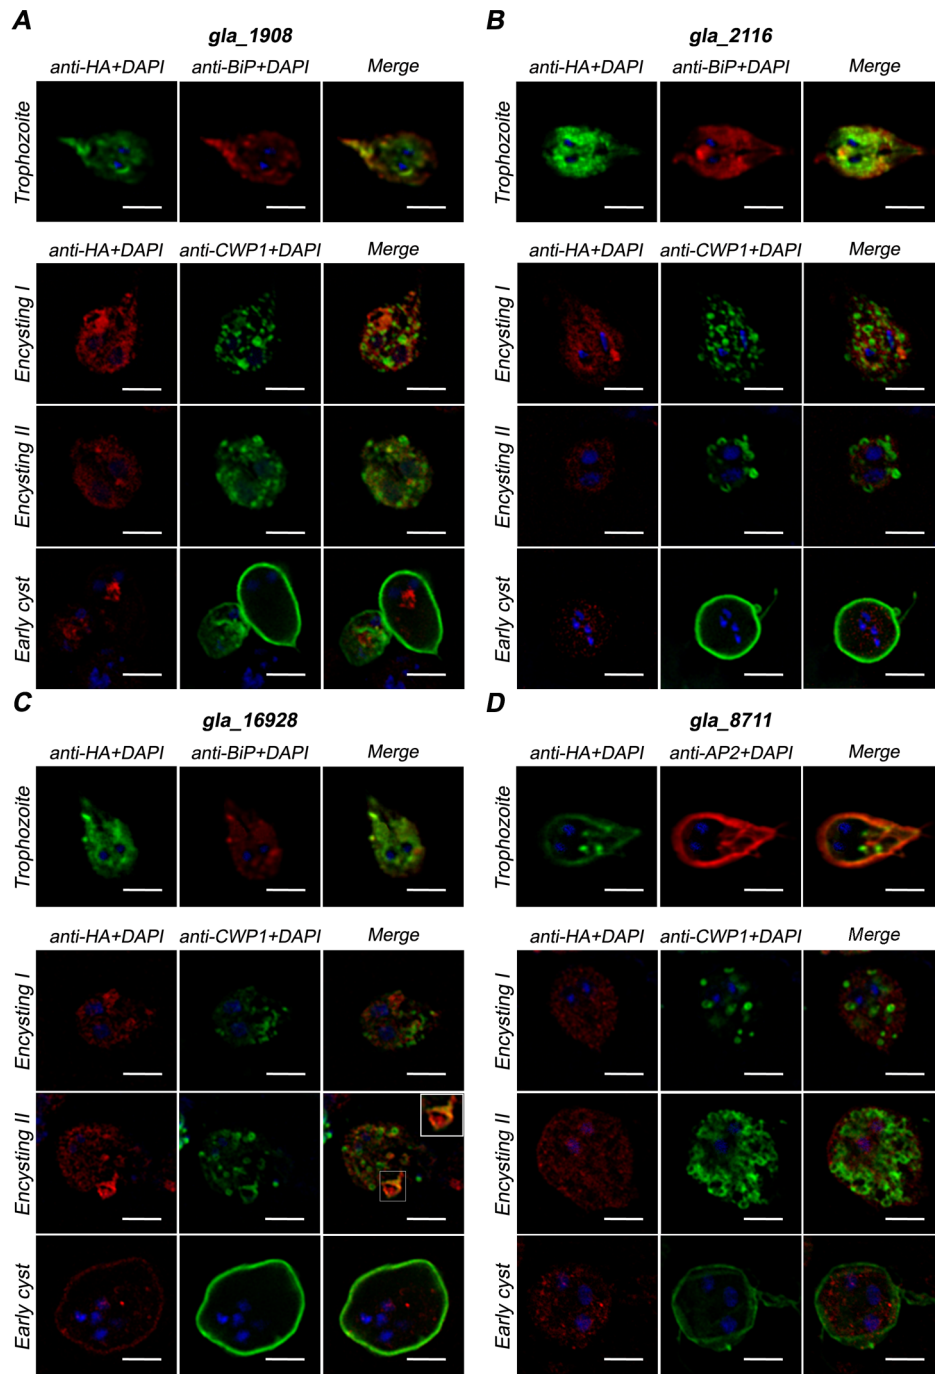 A
gla_1908
anti-HA+DAPI anti-BiP+DAPI Merge
Trophozoite
anti-HA+DAPI anti-CWP1+DAPI Merge
Encysting I
Encysting II
Early cyst
B
gla_2116
anti-HA+DAPI anti-BiP+DAPI Merge
Trophozoite
anti-HA+DAPI anti-CWP1+DAPI Merge
Encysting I
Encysting II
Early cyst
C
gla_16928
anti-HA+DAPI anti-BiP+DAPI Merge
Trophozoite
anti-HA+DAPI anti-CWP1+DAPI Merge
Encysting I
Encysting II
Early cyst
D
gla_8711
anti-HA+DAPI anti-AP2+DAPI Merge
Trophozoite
anti-HA+DAPI anti-CWP1+DAPI Merge
Encysting I
Encysting II
Early cyst